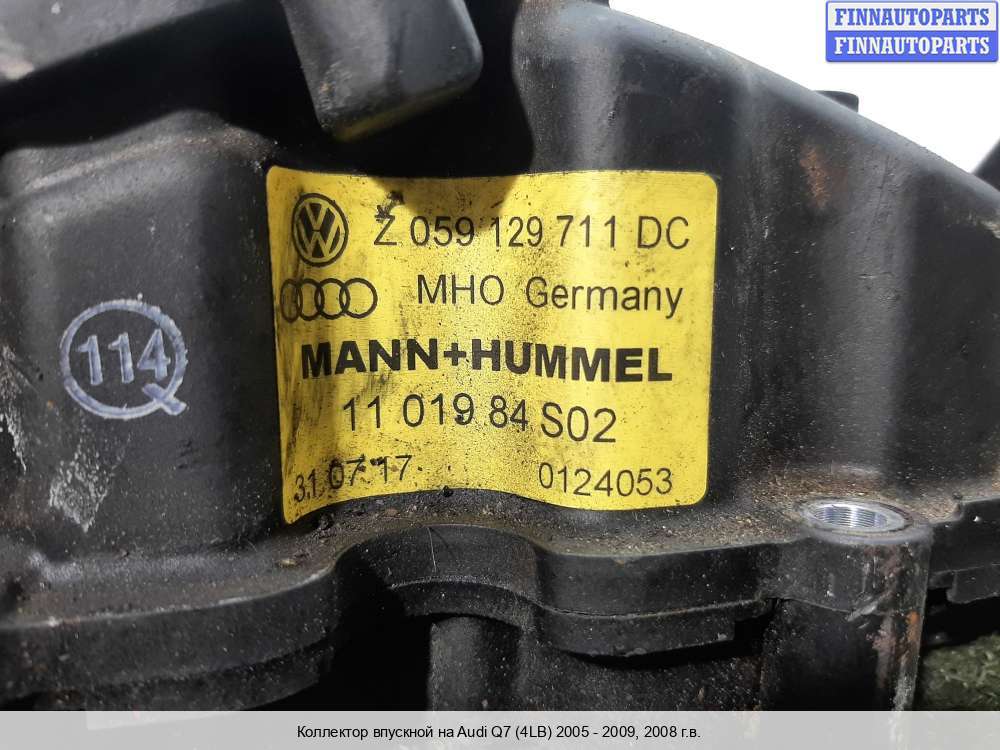 FINNAUTOPARTS
FINNAUTOPARTS
Z 059 129 711 DC
MHO Germany
MANN+HUMMEL
11 019 84 S02
31.07.17 0124053
114
Коллектор впускной на Audi Q7 (4LB) 2005 - 2009, 2008 г.в.